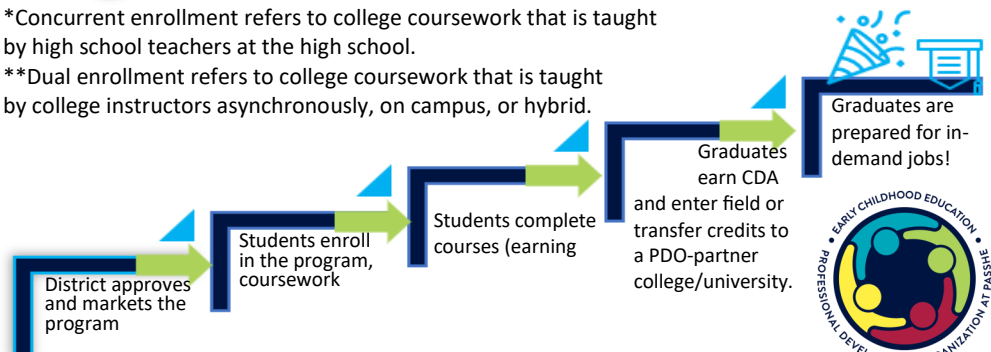 *Concurrent enrollment refers to college coursework that is taught
by high school teachers at the high school.
**Dual enrollment refers to college coursework that is taught
by college instructors asynchronously, on campus, or hybrid.
District approves
and markets the
program
Students enroll
in the program,
coursework
Students complete
courses (earning
Graduates
earn CDA
and enter field or
transfer credits to
a PDO-partner
college/university.
Graduates are
prepared for in-
demand jobs!
• EARLY CHILDHOOD EDUCATION •
PROFESSIONAL
AT PASSHE